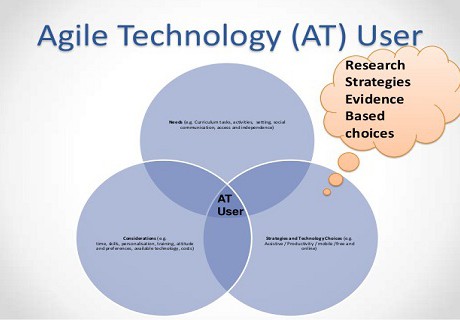 Agile Technology (AT) User
Research
Strategies
Evidence
Based
choices
Needs (e.g. Curriculum tasks, activities, setting, social
communication, access and independence)
AT
User
Considerations (e.g.
time, skills, personalisation, training, attitude
and preferences, available technology, costs)
Strategies and Technology Choices (e.g.
Assistive / Productivity / mobile /free and
online)